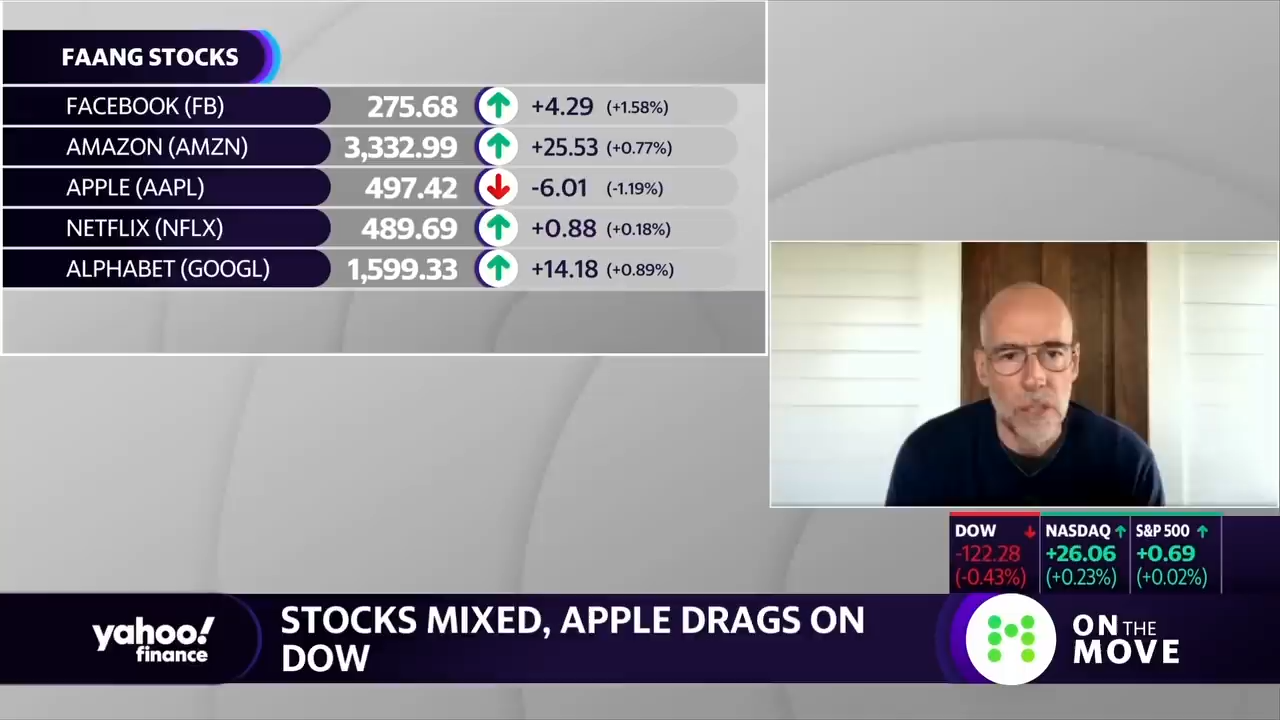 FAANG STOCKS
FACEBOOK (FB) 275.68 +4.29 (+1.58%)
AMAZON (AMZN) 3,332.99 +25.53 (+0.77%)
APPLE (AAPL) 497.42 -6.01 (-1.19%)
NETFLIX (NFLX) 489.69 +0.88 (+0.18%)
ALPHABET (GOOGL) 1,599.33 +14.18 (+0.89%)
DOW NASDAQ S&P 500
-122.28 +26.06 +0.69
(-0.43%) (+0.23%) (+0.02%)
yahoo!
finance
STOCKS MIXED, APPLE DRAGS ON
DOW
ON THE
MOVE